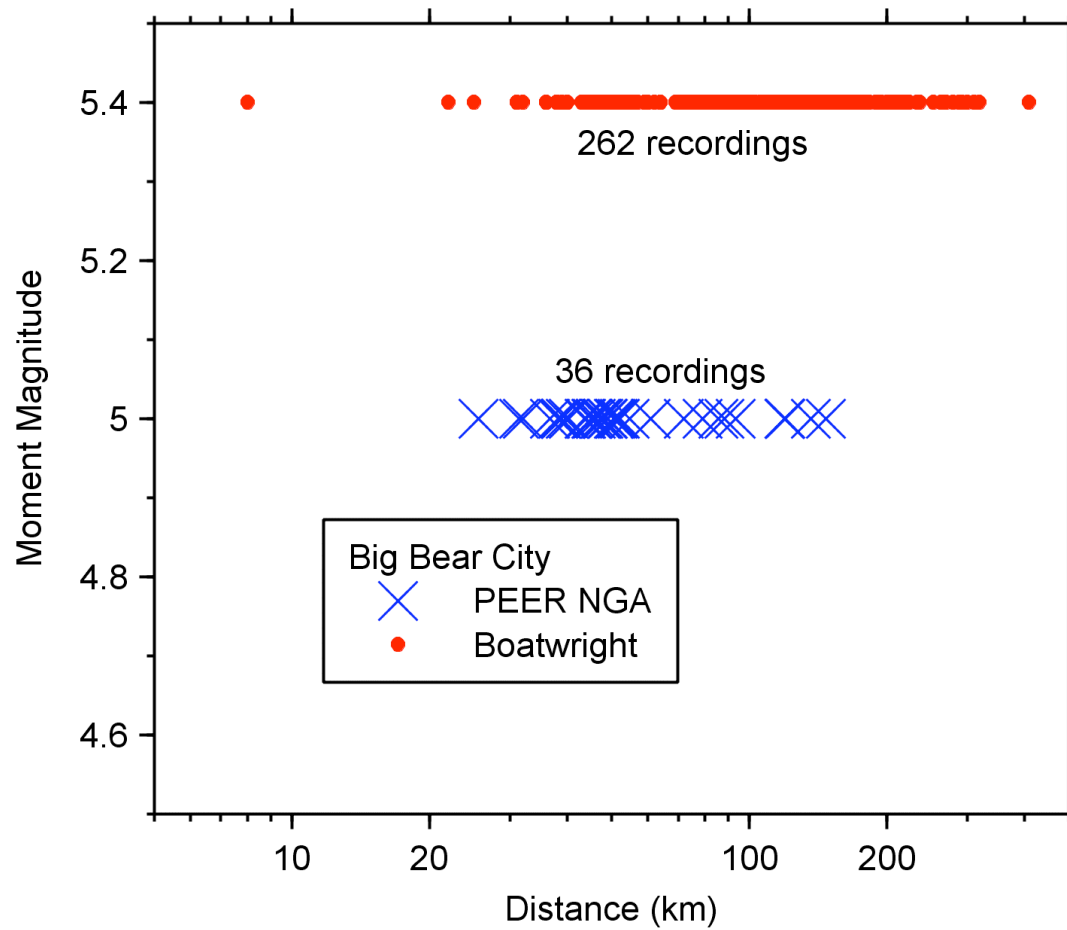 5.4
262 recordings
5.2
Moment Magnitude
36 recordings
5
Big Bear City
PEER NGA
4.8
Boatwright
4.6
10
20
100
200
Distance (km)